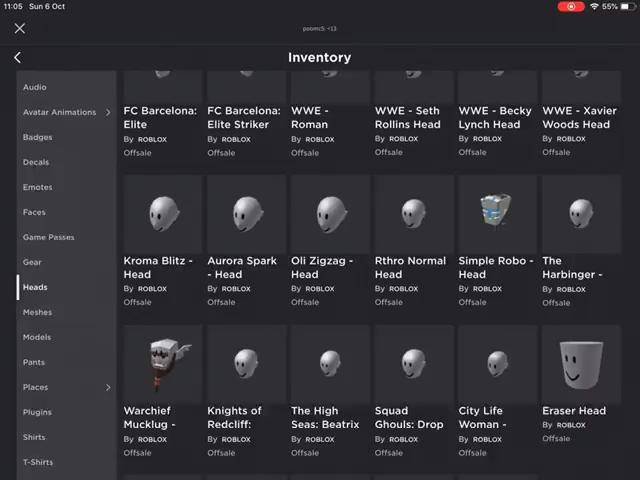 11:05 Sun 6 Oct
55%
poomc5: <13
Inventory
Audio
Avatar Animations
Badges
Decals
Emotes
Faces
Game Passes
Gear
Heads
Meshes
Models
Pants
Places
Plugins
Shirts
T-Shirts
FC Barcelona: Elite
By ROBLOX
Offsale
FC Barcelona: Elite Striker
By ROBLOX
Offsale
WWE - Roman
By ROBLOX
Offsale
WWE - Seth Rollins Head
By ROBLOX
Offsale
WWE - Becky Lynch Head
By ROBLOX
Offsale
WWE - Xavier Woods Head
By ROBLOX
Offsale
Kroma Blitz - Head
By ROBLOX
Offsale
Aurora Spark - Head
By ROBLOX
Offsale
Oli Zigzag - Head
By ROBLOX
Offsale
Rthro Normal Head
By ROBLOX
Offsale
Simple Robo - Head
By ROBLOX
Offsale
The Harbinger -
By ROBLOX
Offsale
Warchief Mucklug -
By ROBLOX
Offsale
Knights of Redcliff:
By ROBLOX
Offsale
The High Seas: Beatrix
By ROBLOX
Offsale
Squad Ghouls: Drop
By ROBLOX
Offsale
City Life Woman -
By ROBLOX
Offsale
Eraser Head
By ROBLOX
Offsale